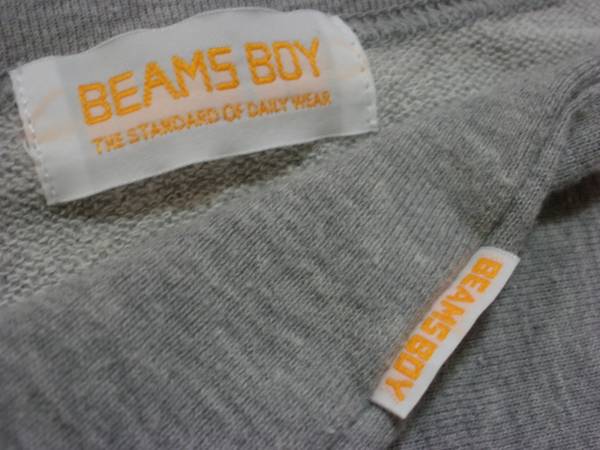 BEAMS BOY
THE STANDARD OF DAILY WEAR
BEAMS BOY